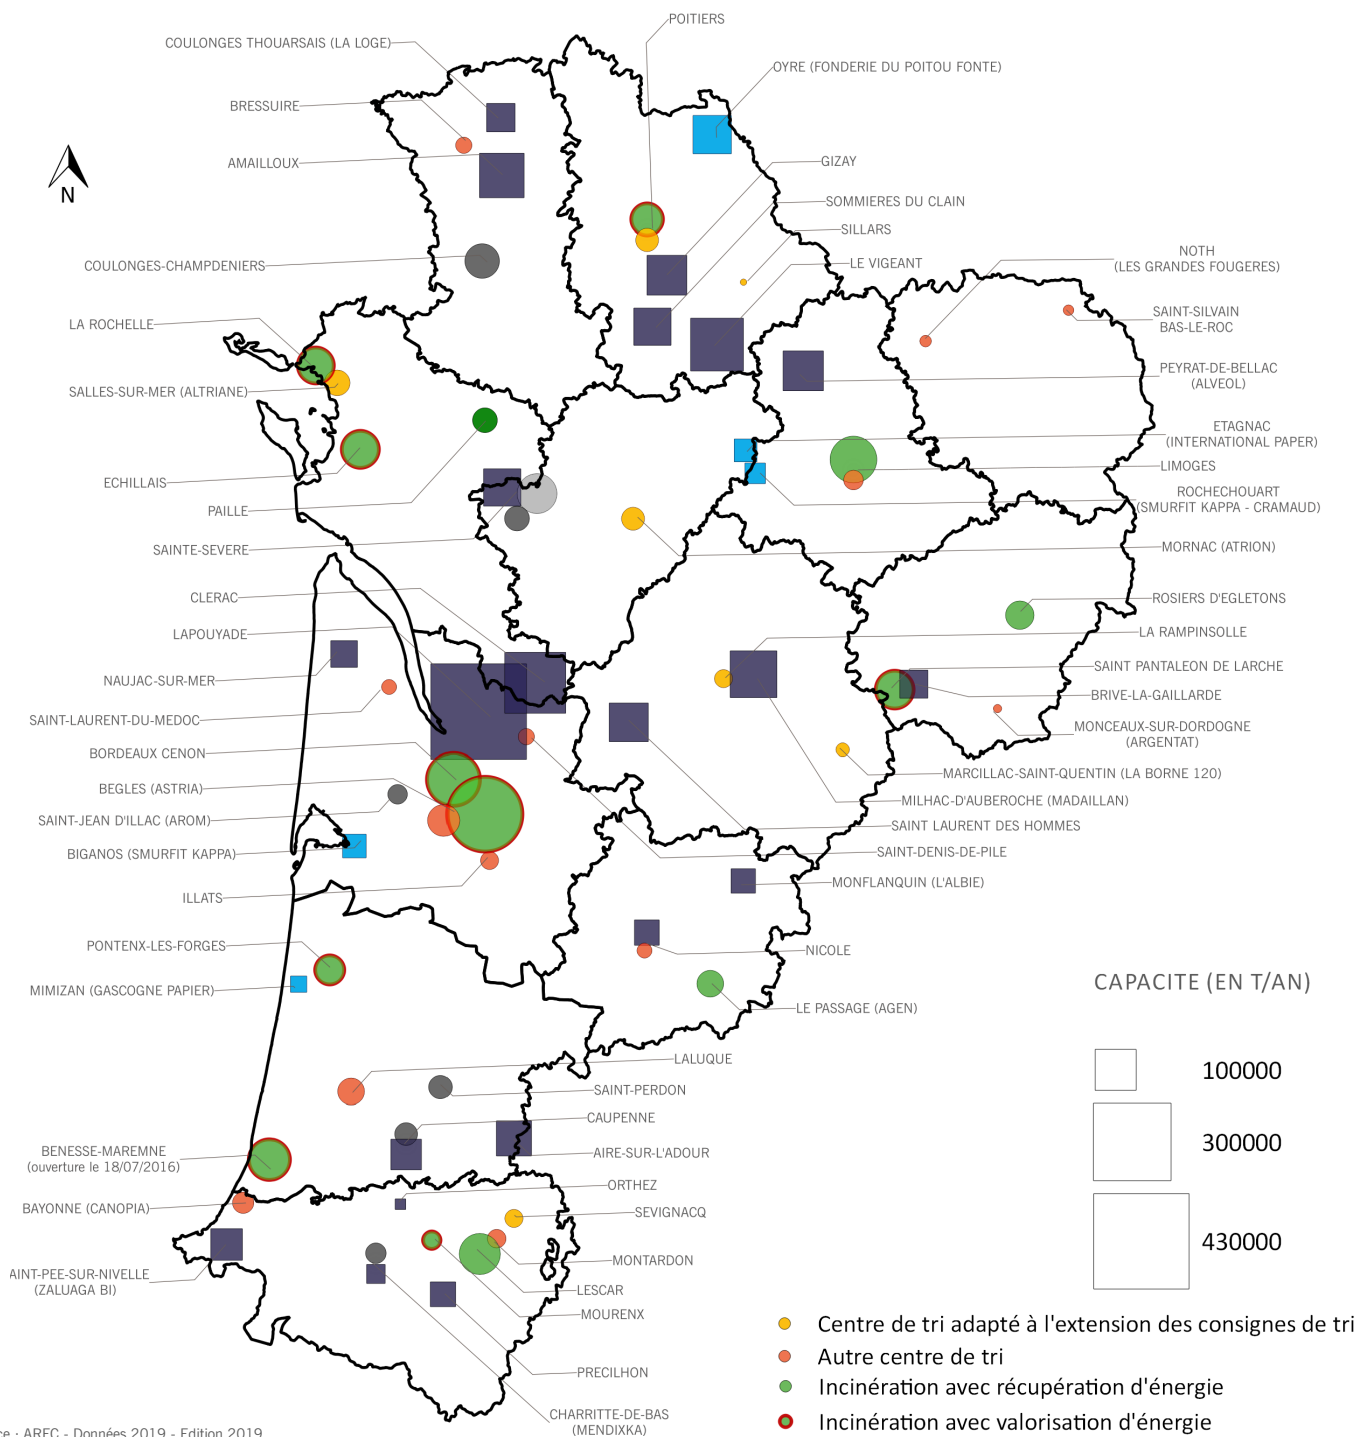 POITIERS
COULONGES THOUARSAIS (LA LOGE)
OYRE (FONDERIE DU POITOU FONTE)
BRESSUIRE
AMAILLOUX
GIZAY
N
SOMMIERES DU CLAIN
SILLARS
COULONGES-CHAMPDENIERS
LE VIGEANT
NOTH
(LES GRANDES FOUGERES)
LA ROCHELLE
SAINT-SILVAIN
BAS-LE-ROC
SALLES-SUR-MER (ALTRIANE)
PEYRAT-DE-BELLAC
(ALVEOL)
ETAGNAC
(INTERNATIONAL PAPER)
ECHILLAIS
LIMOGES
PAILLE
ROCHECHOUART
(SMURFIT KAPPA - CRAMAUD)
SAINTE-SEVERE
MORNAC (ATRION)
CLERAC
ROSIERS D'EGLETONS
LAPOUYADE
LA RAMPINSOLLE
NAUJAC-SUR-MER
SAINT PANTALEON DE LARCHE
BRIVE-LA-GAILLARDE
SAINT-LAURENT-DU-MEDOC
MONCEAUX-SUR-DORDOGNE
(ARGENTAT)
BORDEAUX CENON
MARCILLAC-SAINT-QUENTIN (LA BORNE 120)
BEGLES (ASTRIA)
MILHAC-D'AUBEROCHE (MADAILLAN)
SAINT-JEAN D'ILLAC (AROM)
SAINT LAURENT DES HOMMES
BIGANOS (SMURFIT KAPPA)
SAINT-DENIS-DE-PILE
MONFLANQUIN (L'ALBIE)
ILLATS
PONTENX-LES-FORGES
NICOLE
MIMIZAN (GASCOGNE PAPIER)
LE PASSAGE (AGEN)
CAPACITE (EN T/AN)
100000
300000
430000
LALUQUE
SAINT-PERDON
CAUPENNE
BENESSE-MAREMNE
(ouverture le 18/07/2016)
AIRE-SUR-L'ADOUR
ORTHEZ
BAYONNE (CANOPIA)
SEVIGNACQ
MONTARDON
AINT-PEE-SUR-NIVELLE
(ZALUAGA BI)
LESCAR
MOURENX
PRECILHON
CHARRITTE-DE-BAS
(MENDIXKA)
Centre de tri adapté à l'extension des consignes de tri
Autre centre de tri
Incinération avec récupération d'énergie
Incinération avec valorisation d'énergie
ce : AREC - Données 2019 - Edition 2019